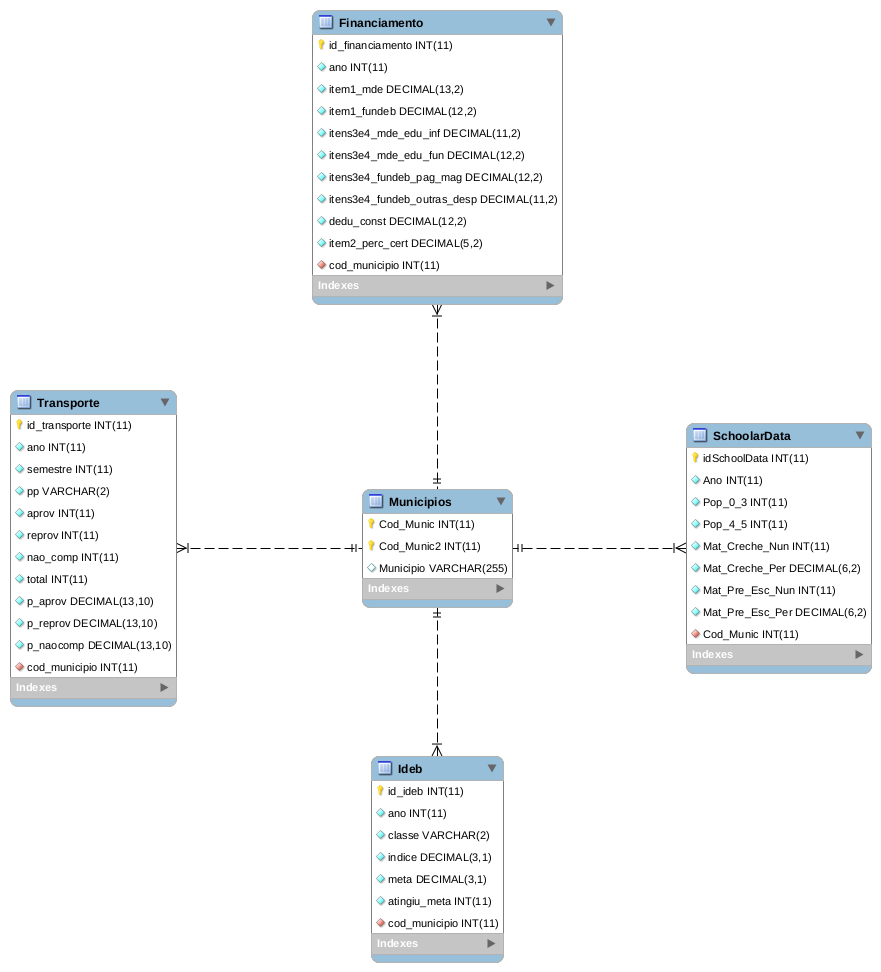 Financiamento
id_financiamento INT(11)
ano INT(11)
item1_mde DECIMAL(13,2)
item1_fundeb DECIMAL(12,2)
itens3e4_mde_edu_inf DECIMAL(11,2)
itens3e4_mde_edu_fun DECIMAL(12,2)
itens3e4_fundeb_pag_mag DECIMAL(12,2)
itens3e4_fundeb_outras_desp DECIMAL(11,2)
dedu_const DECIMAL(12,2)
item2_perc_cert DECIMAL(5,2)
cod_municipio INT(11)
Indexes
Transporte
id_transporte INT(11)
ano INT(11)
semestre INT(11)
pp VARCHAR(2)
aprov INT(11)
reprov INT(11)
nao_comp INT(11)
total INT(11)
p_aprov DECIMAL(13,10)
p_reprov DECIMAL(13,10)
p_naocomp DECIMAL(13,10)
cod_municipio INT(11)
Indexes
Municipios
Cod_Munic INT(11)
Cod_Munic2 INT(11)
Municipio VARCHAR(255)
Indexes
SchoolarData
idSchoolData INT(11)
Ano INT(11)
Pop_0_3 INT(11)
Pop_4_5 INT(11)
Mat_Creche_Nun INT(11)
Mat_Creche_Per DECIMAL(6,2)
Mat_Pre_Esc_Nun INT(11)
Mat_Pre_Esc_Per DECIMAL(6,2)
Cod_Munic INT(11)
Indexes
Ideb
id_ideb INT(11)
ano INT(11)
classe VARCHAR(2)
indice DECIMAL(3,1)
meta DECIMAL(3,1)
atingiu_meta INT(11)
cod_municipio INT(11)
Indexes